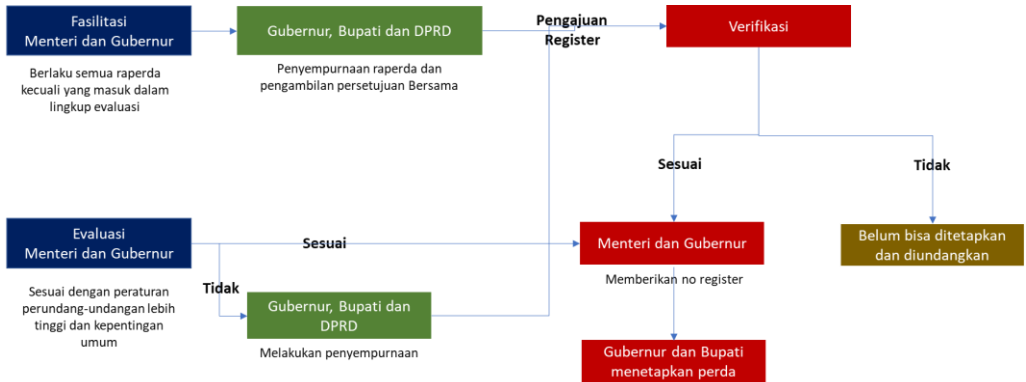 Fasilitasi
Menteri dan Gubernur
Berlaku semua raperda
kecuali yang masuk dalam
lingkup evaluasi
Gubernur, Bupati dan DPRD
Penyempurnaan raperda dan
pengambilan persetujuan Bersama
Pengajuan
Register
Verifikasi
Sesuai
Tidak
Evaluasi
Menteri dan Gubernur
Sesuai dengan peraturan
perundang-undangan lebih
tinggi dan kepentingan
umum
Sesuai
Tidak
Gubernur, Bupati dan
DPRD
Melakukan penyempurnaan
Menteri dan Gubernur
Memberikan no register
Gubernur dan Bupati
menetapkan perda
Belum bisa ditetapkan
dan diundangkan